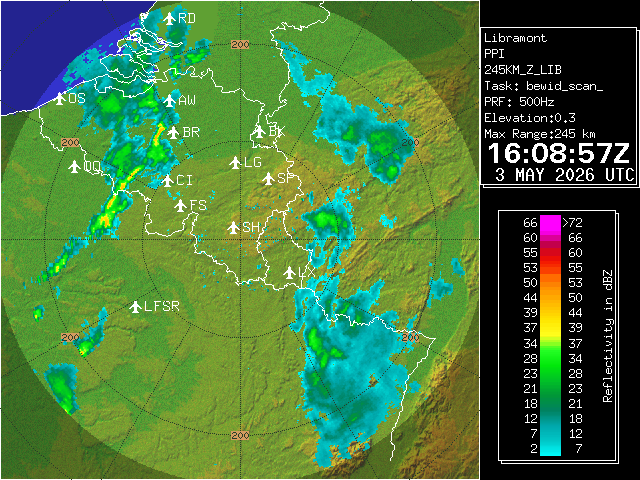 Libramont
PPI
245KM_Z_LIB
Task: bewid_scan_
PRF: 500Hz
Elevation:0.3
Max Range:245 km
16:08:57Z
3 MAY 2026 UTC
RD
200
OS
AW
BR
BK
200
200
QQ
LG
CI
SP
FS
SH
LX
LFSR
200
200
200
66 >72
60 66
55 60
53 55
50 53
44 50
39 44
37 39
34 37
28 34
23 28
21 23
18 21
12 18
7 12
2 7
Reflectivity in dBZ